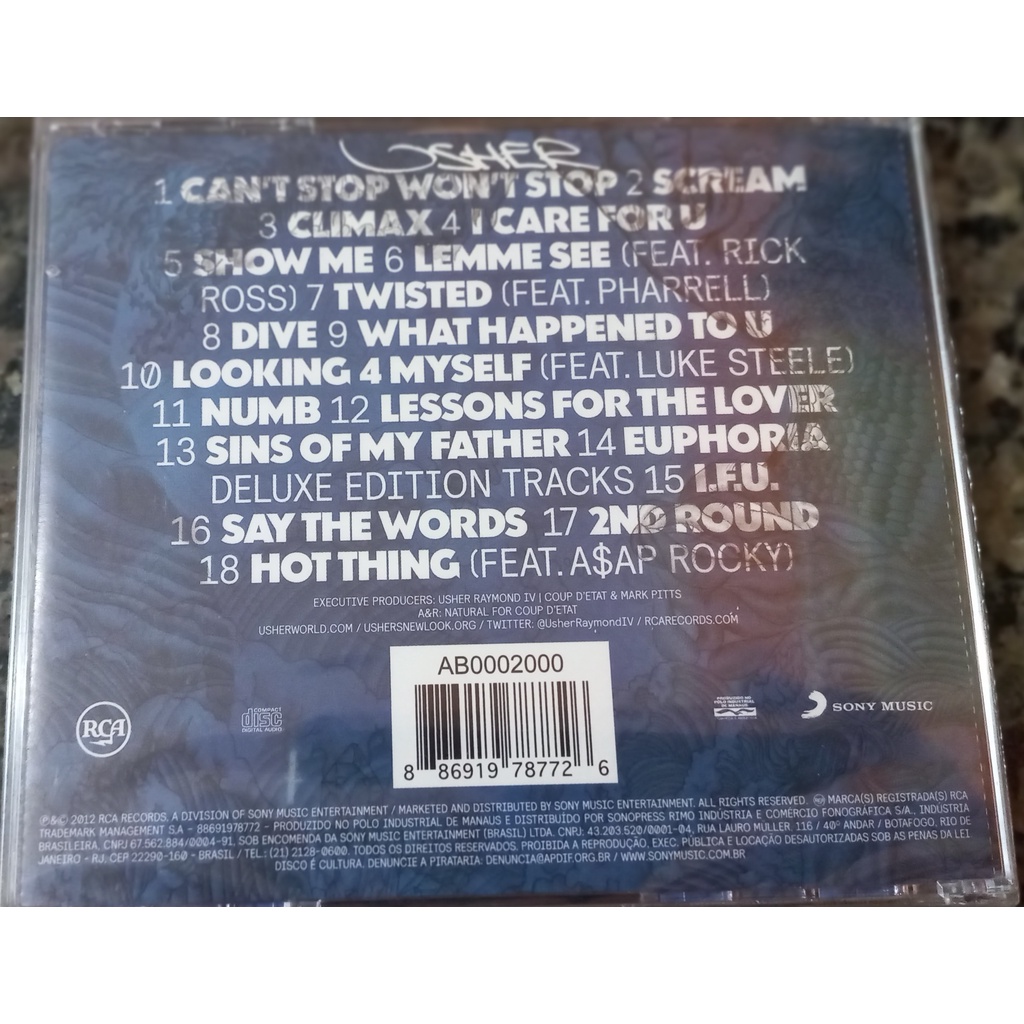 USHER
1 CAN'T STOP WON'T STOP 2 SCREAM
3 CLIMAX 4 I CARE FOR U
5 SHOW ME 6 LEMME SEE (FEAT. RICK
ROSS) 7 TWISTED (FEAT. PHARRELL)
8 DIVE 9 WHAT HAPPENED TO U
10 LOOKING 4 MYSELF (FEAT. LUKE STEELE)
11 NUMB 12 LESSONS FOR THE LOVER
13 SINS OF MY FATHER 14 EUPHORIA
DELUXE EDITION TRACKS 15 I.F.U.
16 SAY THE WORDS 17 2ND ROUND
18 HOT THING (FEAT. A$AP ROCKY)
EXECUTIVE PRODUCERS: USHER RAYMOND IV | COUP D'ETAT & MARK PITTS
A&R: NATURAL FOR COUP D'ETAT
USHERWORLD.COM / USHERSNEWLOOK.ORG / TWITTER: @UsherRaymondIV / RCARECORDS.COM
AB0002000
8 86919 78772 6
RCA
COMPACT
disc
DIGITAL AUDIO
PRODUZIDO NO
POLO INDUSTRIAL
DE MANAUS
SONY MUSIC
℗&© 2012 RCA RECORDS, A DIVISION OF SONY MUSIC ENTERTAINMENT / MARKETED AND DISTRIBUTED BY SONY MUSIC ENTERTAINMENT. ALL RIGHTS RESERVED. MARCA(S) REGISTRADA(S) RCA
TRADEMARK MANAGEMENT S.A - 88691978772 - PRODUZIDO NO POLO INDUSTRIAL DE MANAUS E DISTRIBUÍDO POR SONOPRESS RIMO INDÚSTRIA E COMÉRCIO FONOGRÁFICA S/A., INDÚSTRIA
BRASILEIRA, CNPJ 67.562.884/0004-91, SOB ENCOMENDA DA SONY MUSIC ENTERTAINMENT (BRASIL) LTDA. CNPJ: 43.203.520/0001-04, RUA LAURO MULLER, 116 / 40º ANDAR / BOTAFOGO, RIO DE
JANEIRO - RJ, CEP 22290-160 - BRASIL / TEL.: (21) 2128-0600. TODOS OS DIREITOS RESERVADOS. PROIBIDA A REPRODUÇÃO, EXEC. PÚBLICA E LOCAÇÃO DESAUTORIZADAS SOB AS PENAS DA LEI
DISCO É CULTURA. DENUNCIE A PIRATARIA: DENUNCIA@APDIF.ORG.BR / WWW.SONYMUSIC.COM.BR